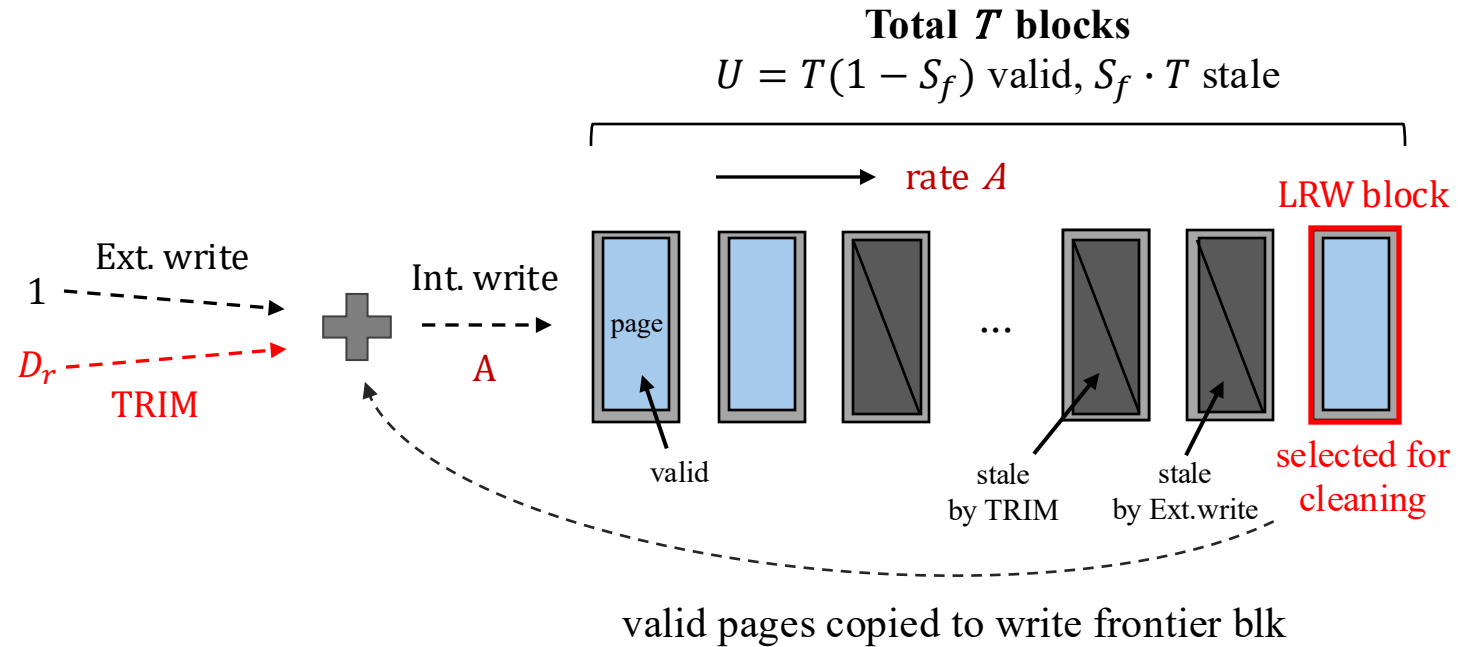 Total T blocks
U = T(1 − S_f) valid, S_f · T stale
rate A
LRW block
Ext. write
1
Int. write
A
D_r
TRIM
page
...
valid
stale
by TRIM
stale
by Ext.write
selected for
cleaning
valid pages copied to write frontier blk